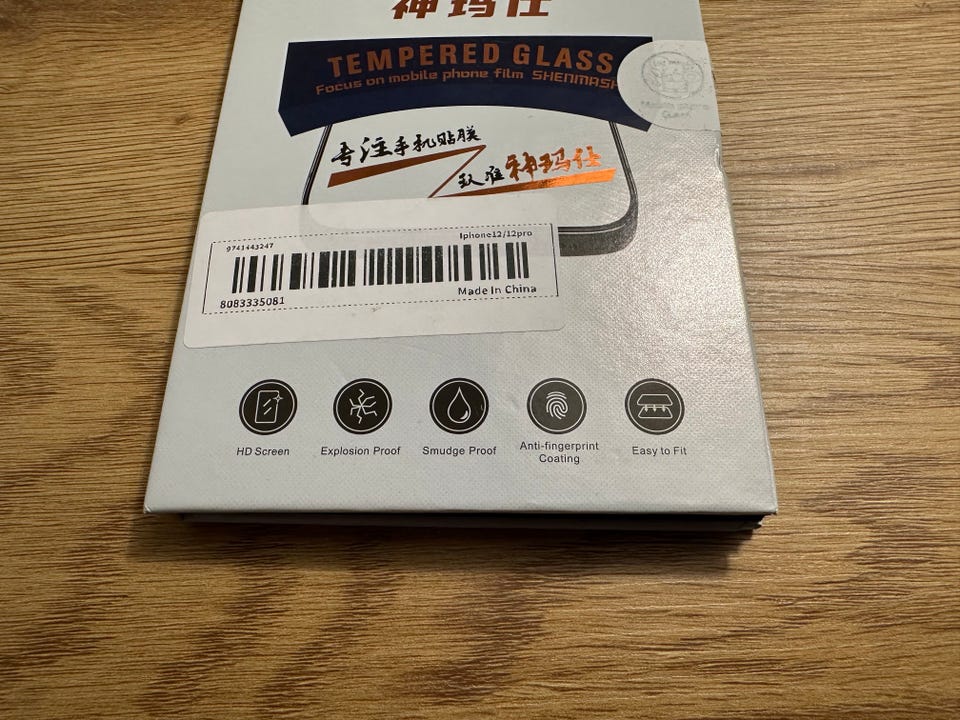 神玛仕
TEMPERED GLASS
Focus on mobile phone film SHENMASHI
专注手机贴膜
认准神玛仕
9741443247
Iphone12/12pro
8083335081
Made In China
HD Screen
Explosion Proof
Smudge Proof
Anti-fingerprint
Coating
Easy to Fit